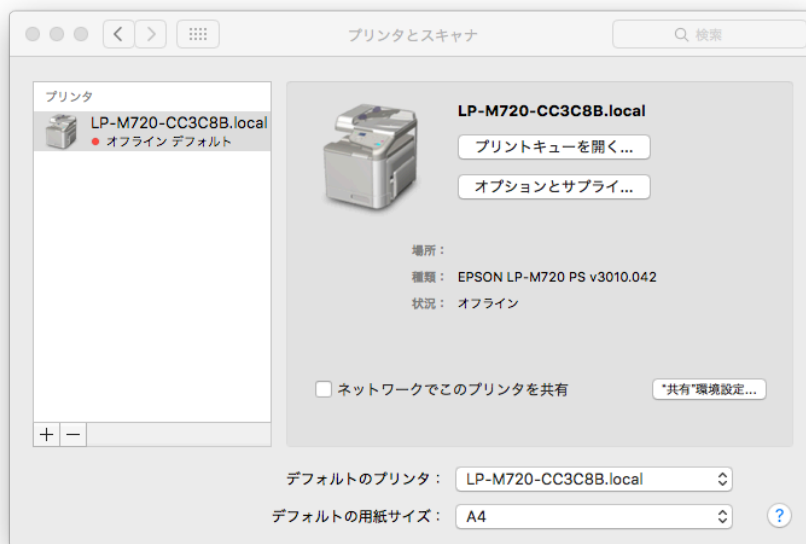 プリンタとスキャナ
検索
プリンタ
LP-M720-CC3C8B.local
オフライン デフォルト
LP-M720-CC3C8B.local
プリントキューを開く...
オプションとサプライ...
場所：
種類： EPSON LP-M720 PS v3010.042
状況： オフライン
ネットワークでこのプリンタを共有
"共有"環境設定...
デフォルトのプリンタ： LP-M720-CC3C8B.local
デフォルトの用紙サイズ： A4
?